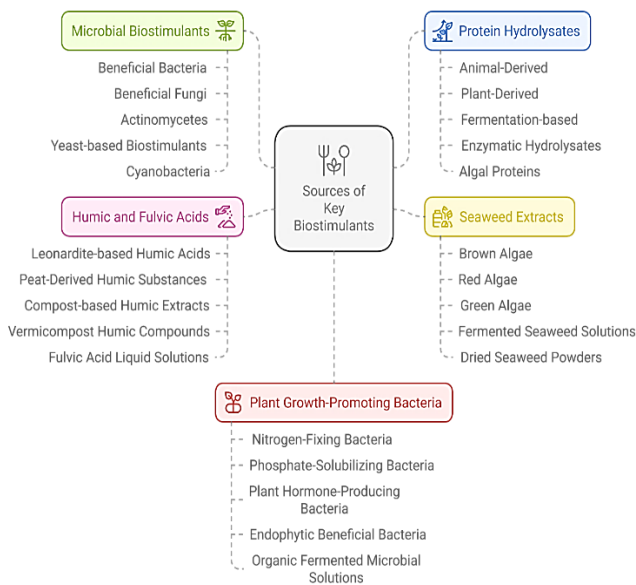 Microbial Biostimulants
Beneficial Bacteria
Beneficial Fungi
Actinomycetes
Yeast-based Biostimulants
Cyanobacteria
Protein Hydrolysates
Animal-Derived
Plant-Derived
Fermentation-based
Enzymatic Hydrolysates
Algal Proteins
Sources of
Key
Biostimulants
Humic and Fulvic Acids
Leonardite-based Humic Acids
Peat-Derived Humic Substances
Compost-based Humic Extracts
Vermicompost Humic Compounds
Fulvic Acid Liquid Solutions
Seaweed Extracts
Brown Algae
Red Algae
Green Algae
Fermented Seaweed Solutions
Dried Seaweed Powders
Plant Growth-Promoting Bacteria
Nitrogen-Fixing Bacteria
Phosphate-Solubilizing Bacteria
Plant Hormone-Producing
Bacteria
Endophytic Beneficial Bacteria
Organic Fermented Microbial
Solutions